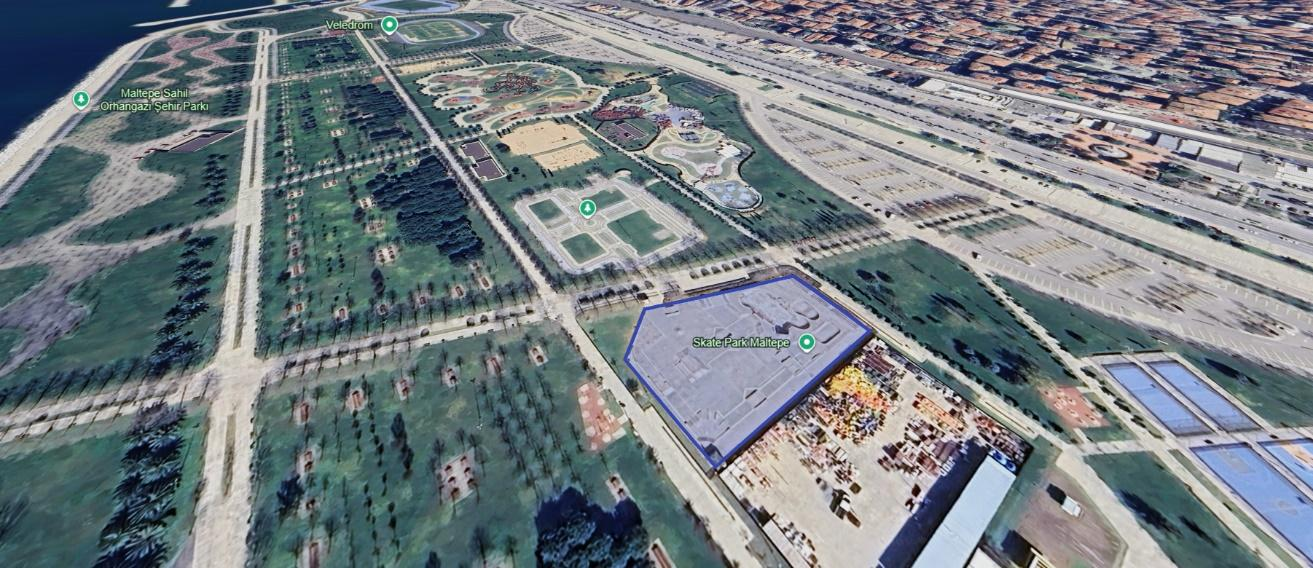 Veledrom
Maltepe Sahil
Orhangazi Şehir Parkı
Skate Park Maltepe